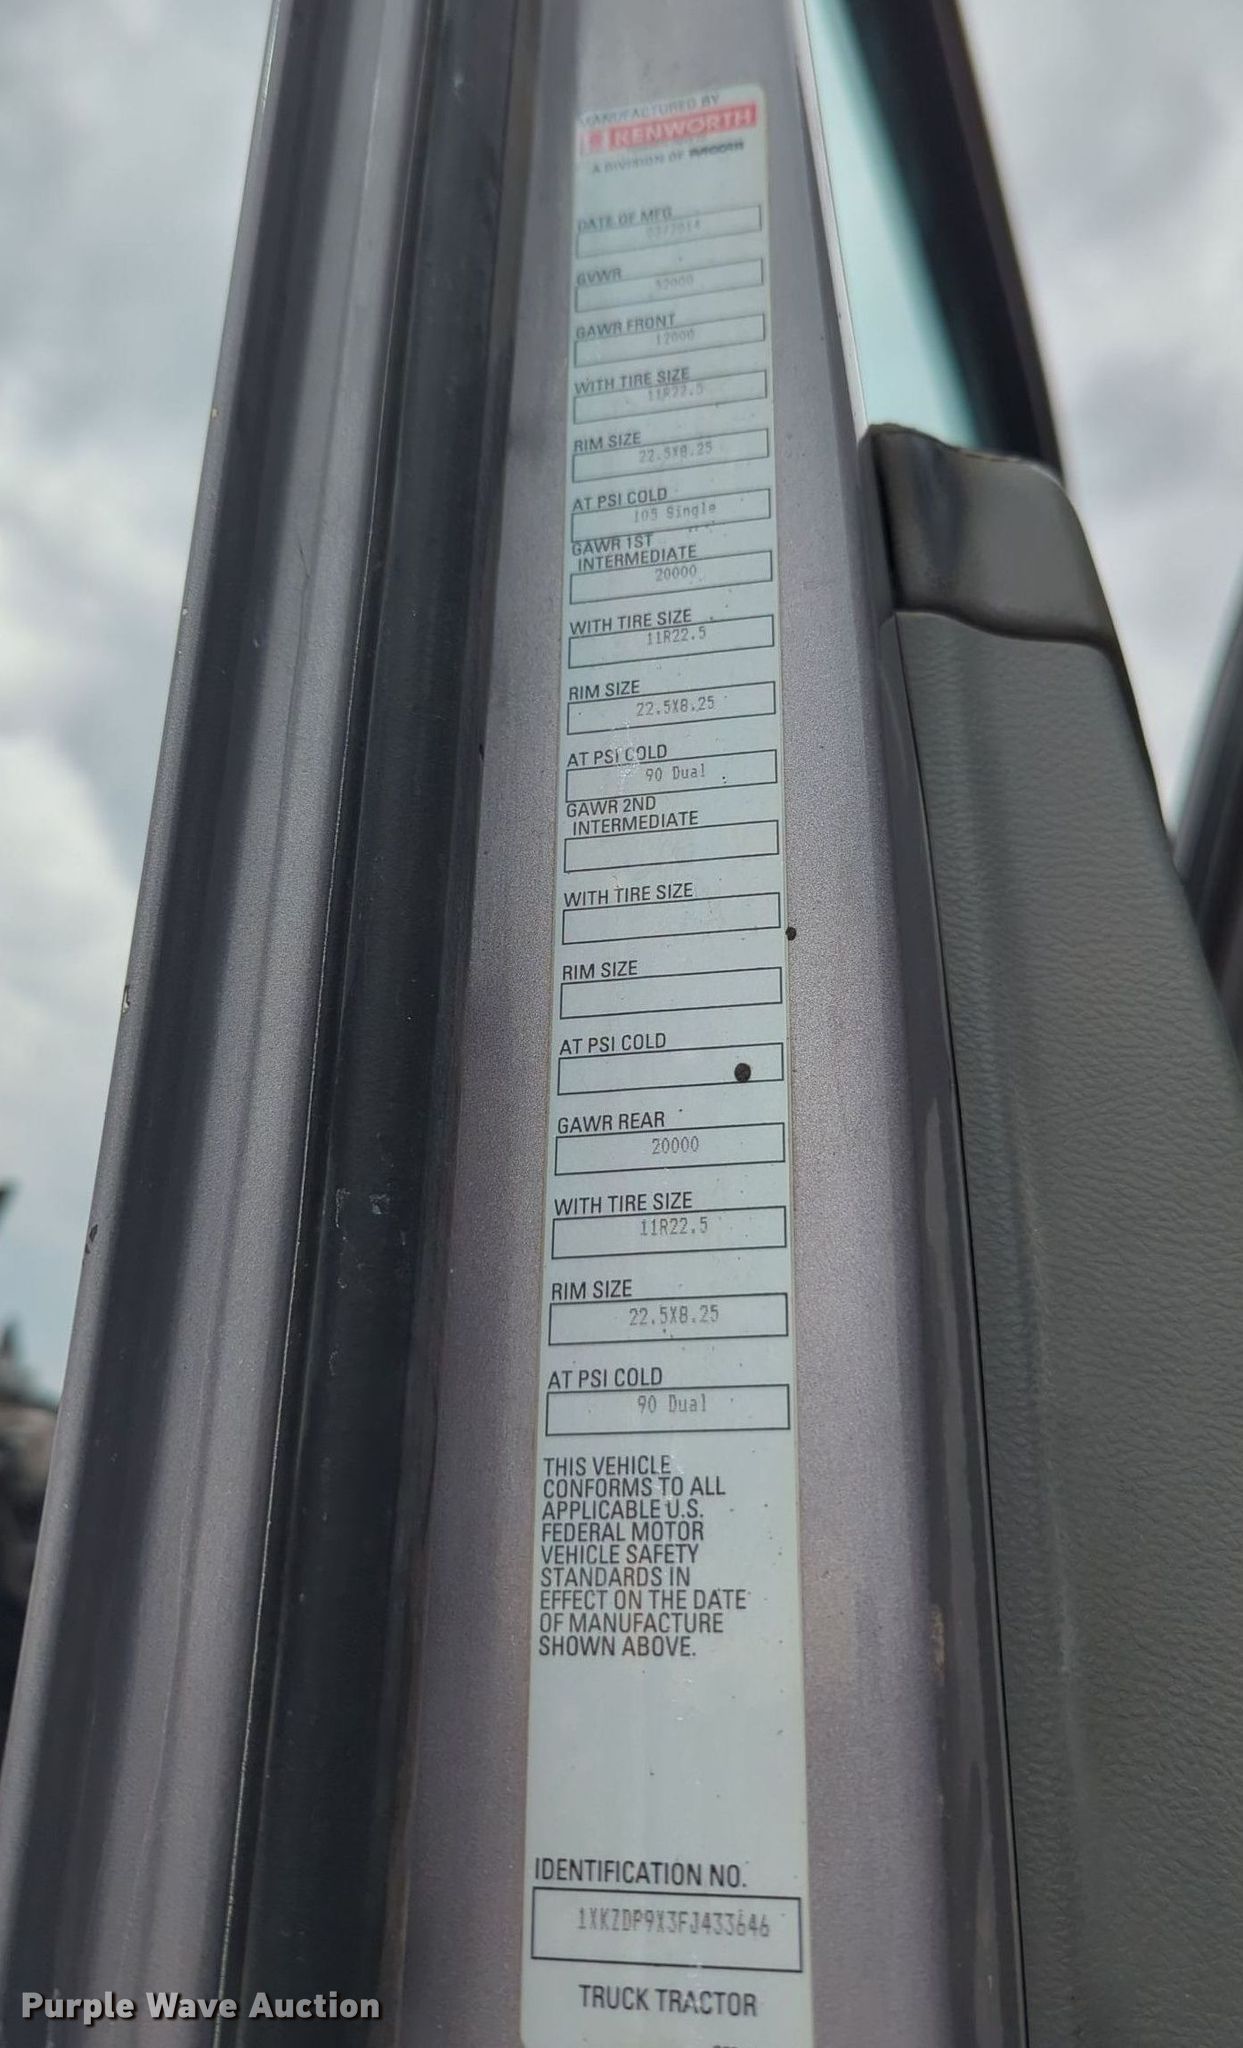 MANUFACTURED BY
KENWORTH
A DIVISION OF PACCAR
DATE OF MFG
GVWR
52000
GAWR FRONT
12000
WITH TIRE SIZE
11R22.5
RIM SIZE
22.5X8.25
AT PSI COLD
105 Single
GAWR 1ST
INTERMEDIATE
20000
WITH TIRE SIZE
11R22.5
RIM SIZE
22.5X8.25
AT PSI COLD
90 Dual
GAWR 2ND
INTERMEDIATE
WITH TIRE SIZE
RIM SIZE
AT PSI COLD
GAWR REAR
20000
WITH TIRE SIZE
11R22.5
RIM SIZE
22.5X8.25
AT PSI COLD
90 Dual
THIS VEHICLE
CONFORMS TO ALL
APPLICABLE U.S.
FEDERAL MOTOR
VEHICLE SAFETY
STANDARDS IN
EFFECT ON THE DATE
OF MANUFACTURE
SHOWN ABOVE.
IDENTIFICATION NO.
1XKZDP9X3FJ433646
TRUCK TRACTOR
Purple Wave Auction